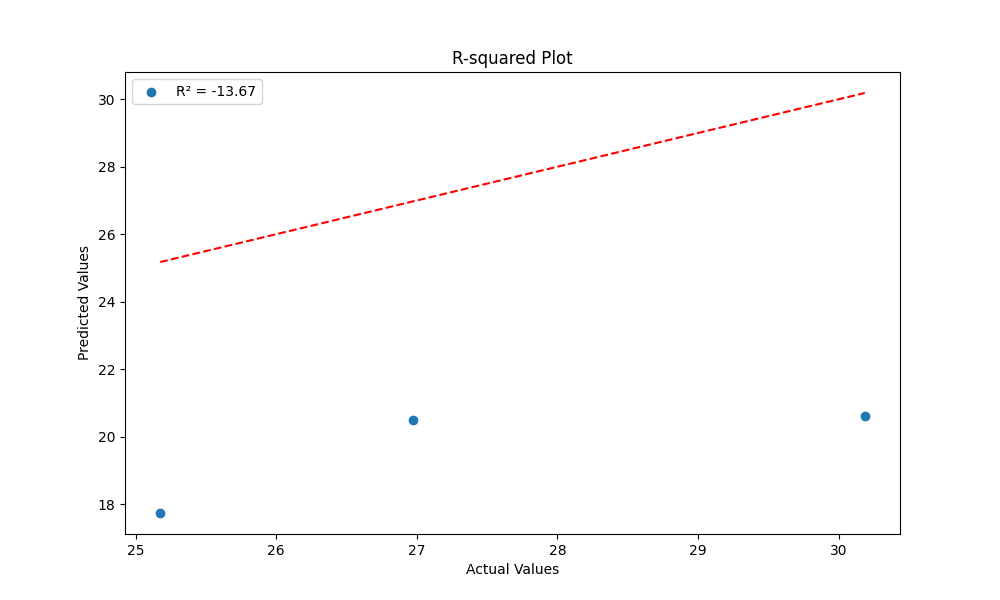 R-squared Plot
R² = -13.67
30
28
26
24
22
20
18
Predicted Values
25 26 27 28 29 30
Actual Values